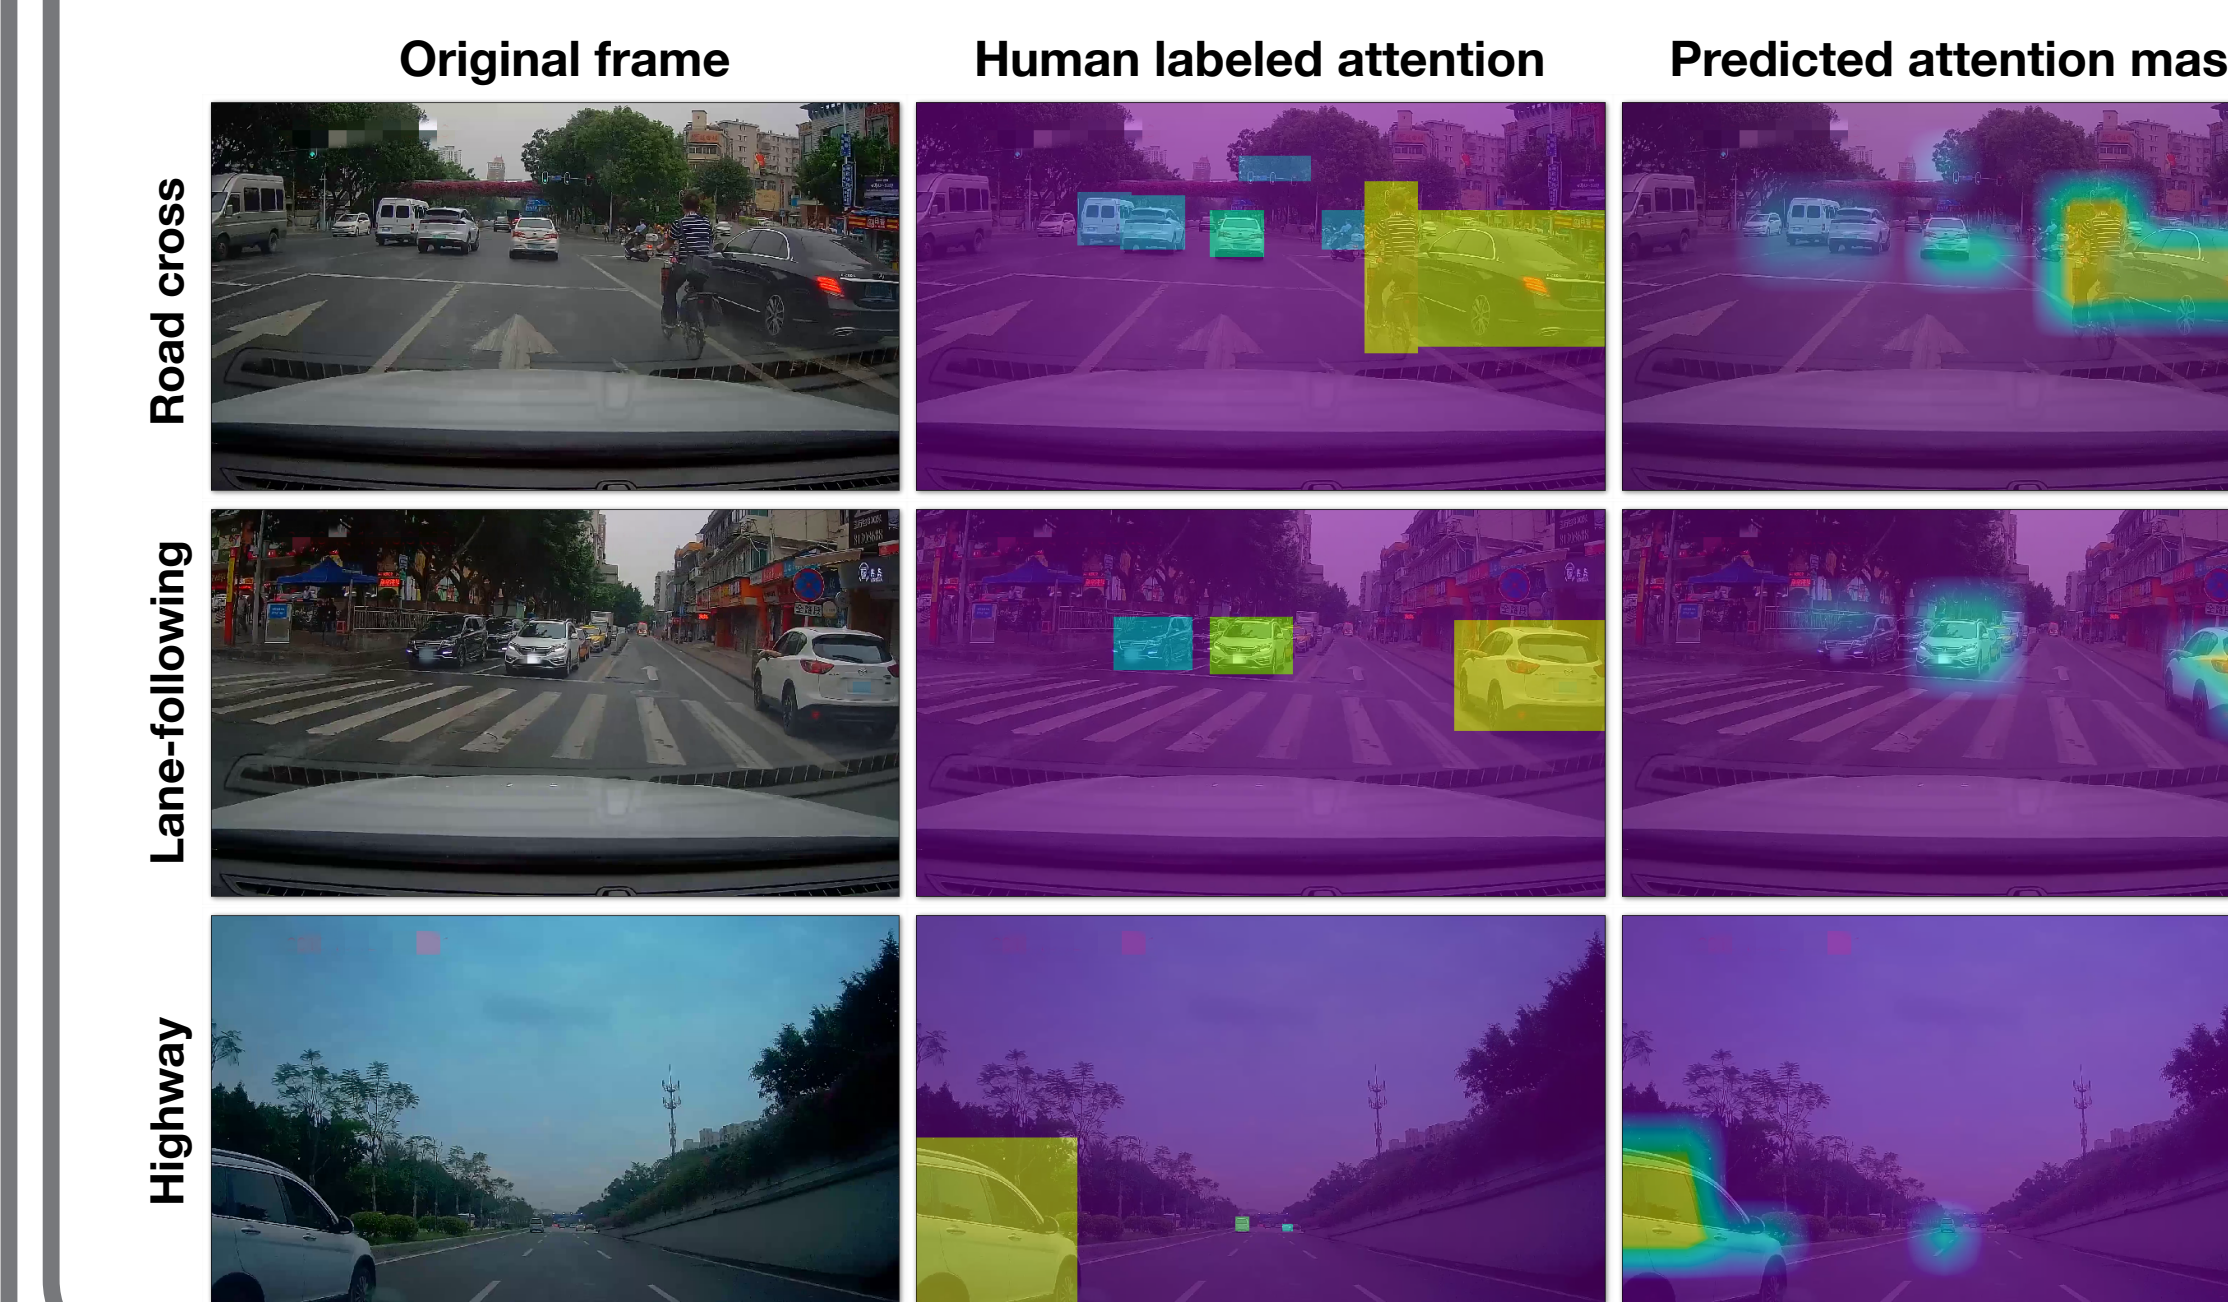 Original frame
Human labeled attention
Predicted attention mas
Road cross
Lane-following
Highway